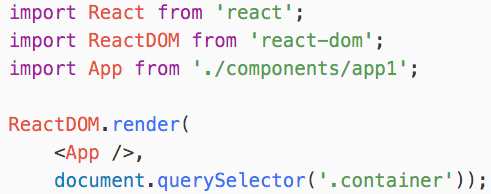 import React from 'react';
import ReactDOM from 'react-dom';
import App from './components/app1';
ReactDOM.render(
    <App />,
    document.querySelector('.container'));